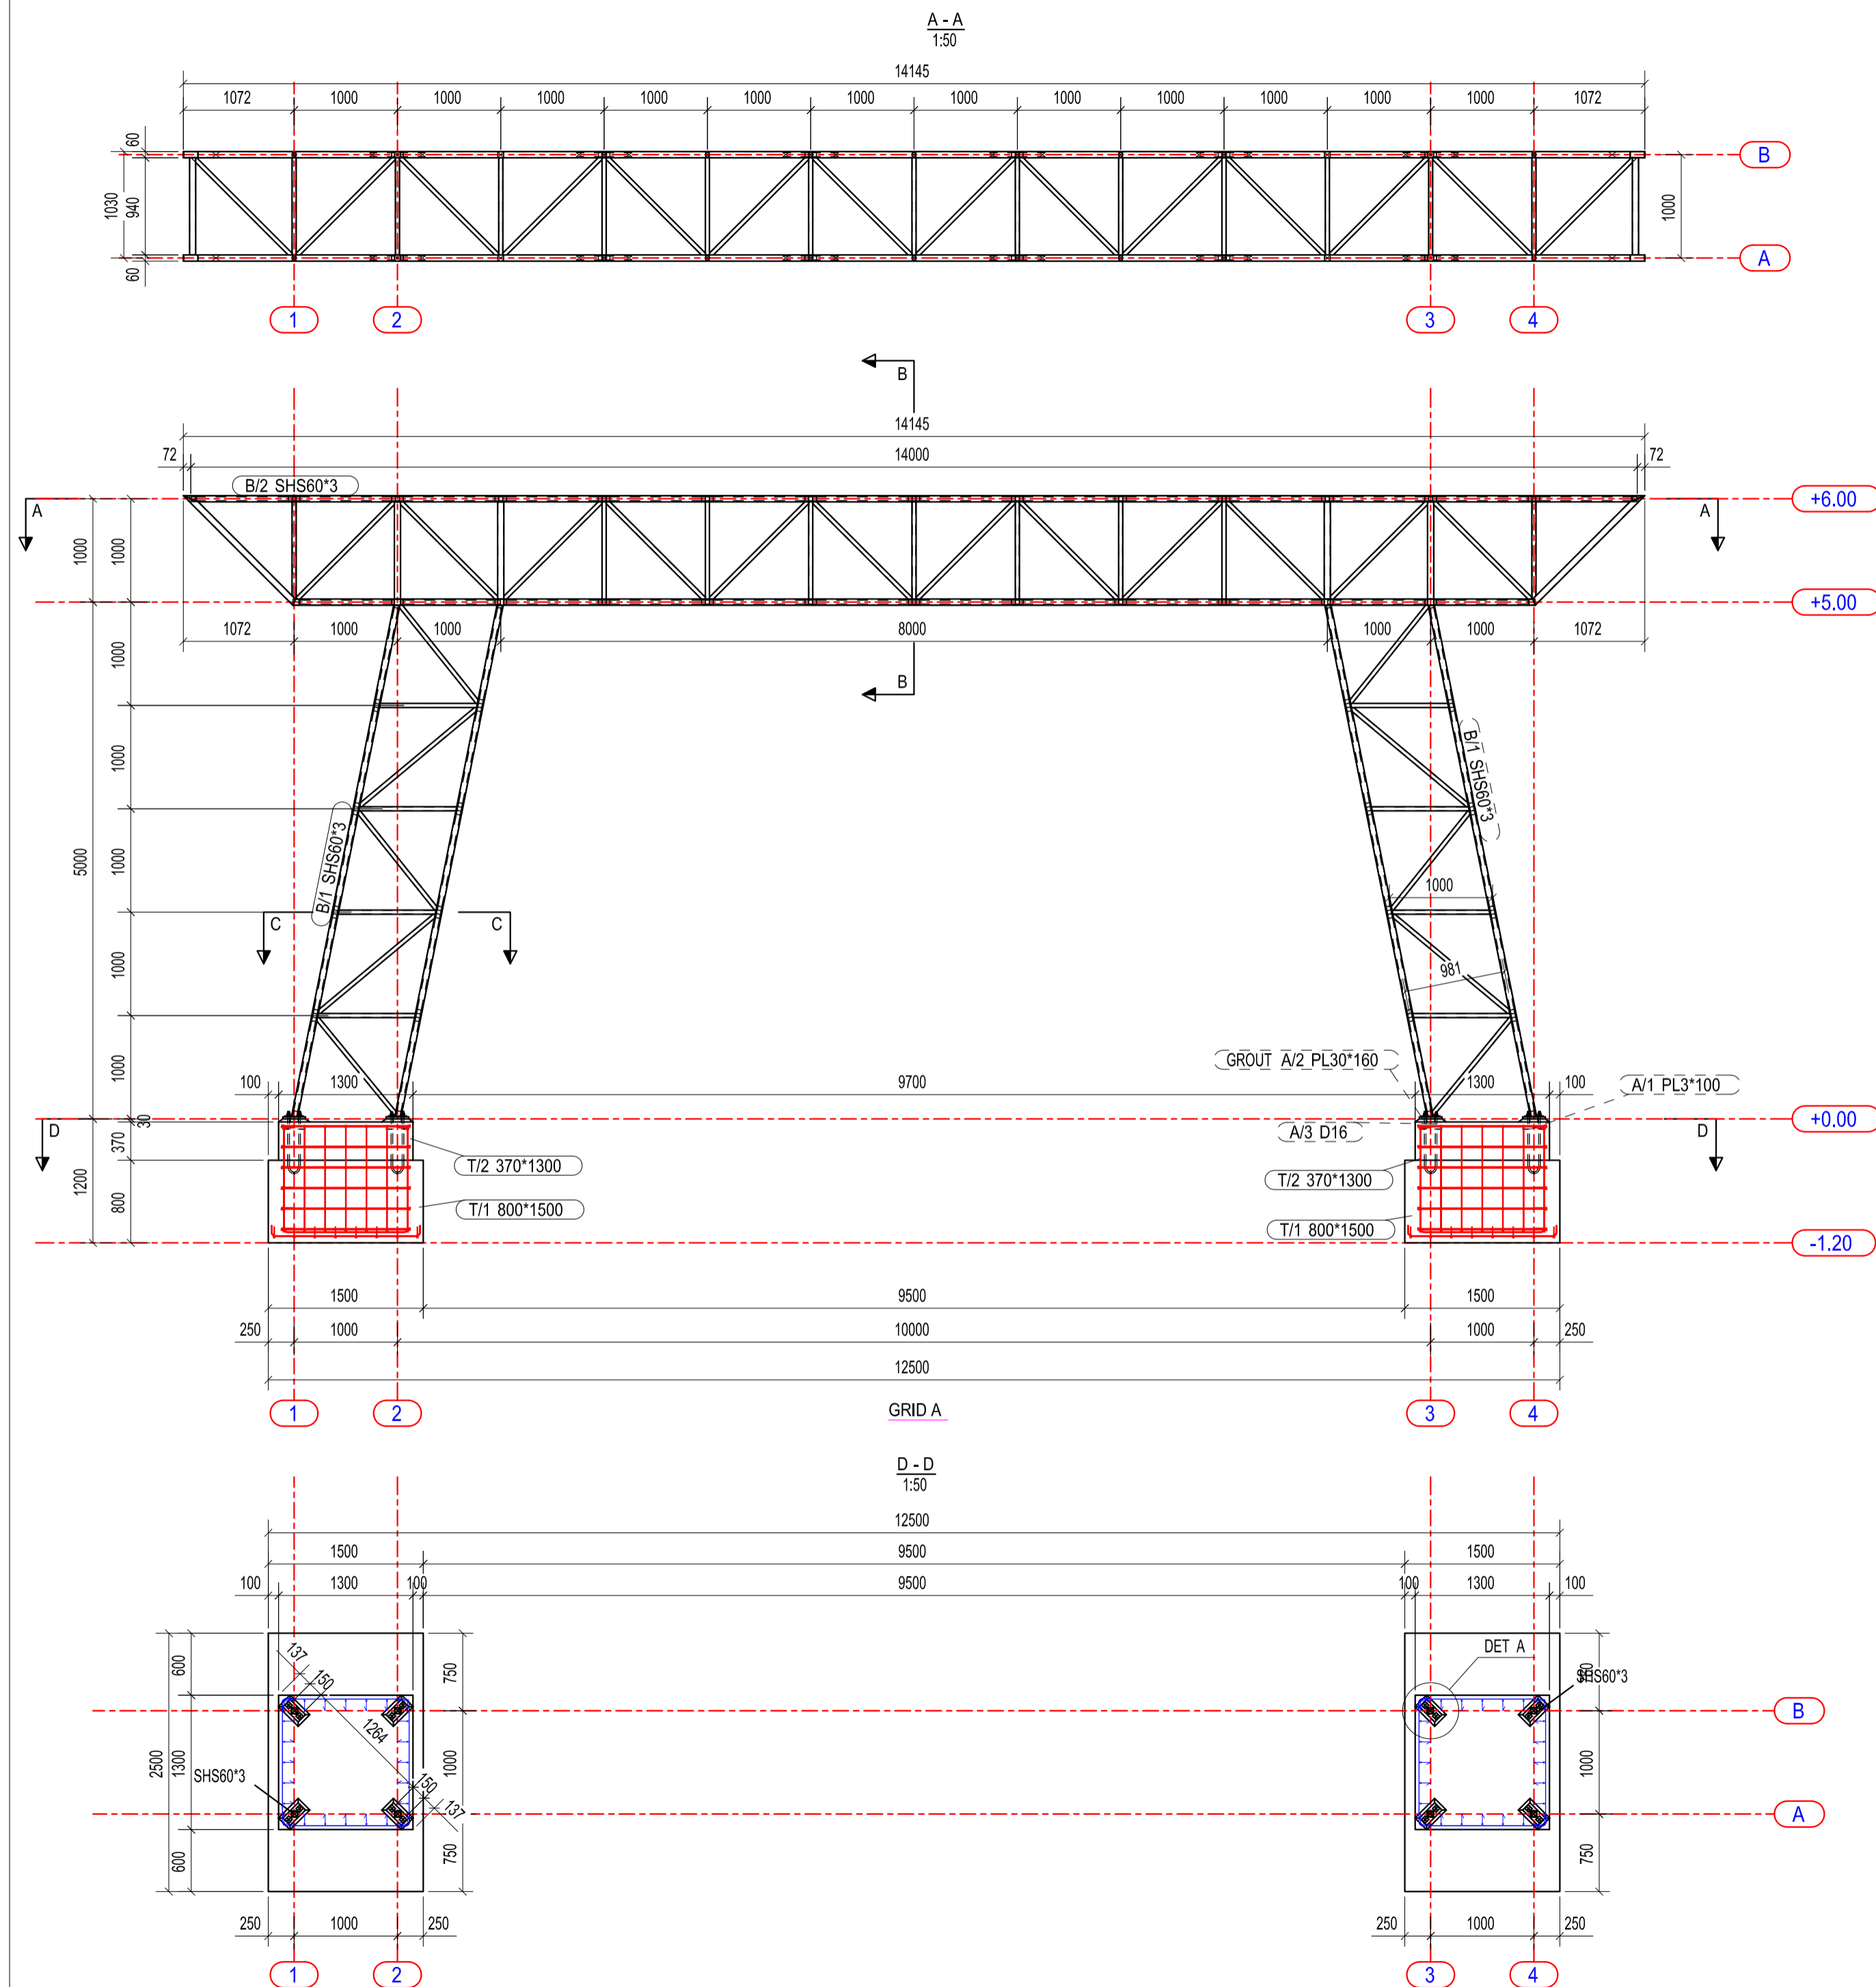 A - A
1:50
14145
1072 1000 1000 1000 1000 1000 1000 1000 1000 1000 1000 1000 1000 1072
60
1030 940 1000
60
B
A
1 2 3 4
B
14145
72 14000 72
B/2 SHS60*3
A A
+6.00
1000 1000
+5.00
1072 1000 1000 8000 1000 1000 1072
B
1000
1000
B/1 SHS60*3
B/1 SHS60*3
5000 1000
1000
C C
1000
981
1000
GROUT A/2 PL30*160
100 1300 9700 1300 100
A/1 PL3*100
+0.00
D D
30
370
A/3 D16
T/2 370*1300
T/2 370*1300
1200 800
T/1 800*1500
T/1 800*1500
-1.20
1500 9500 1500
250 1000 10000 1000 250
12500
1 2 3 4
GRID A
D - D
1:50
12500
1500 9500 1500
100 1300 100 9500 100 1300 100
DET A
600 137 150 750
SHS60*3
B
2500 1300 1264 1000 1000
SHS60*3
150 137
A
600 750 750
250 1000 250 250 1000 250
1 2 3 4